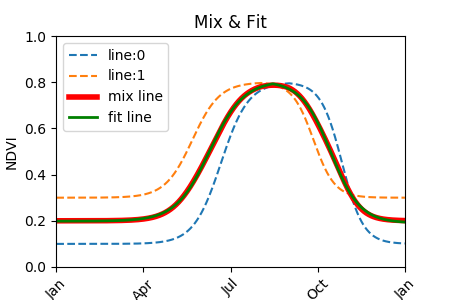 Mix & Fit
NDVI
1.0
0.8
0.6
0.4
0.2
0.0
line:0
line:1
mix line
fit line
Jan
Apr
Jul
Oct
Jan